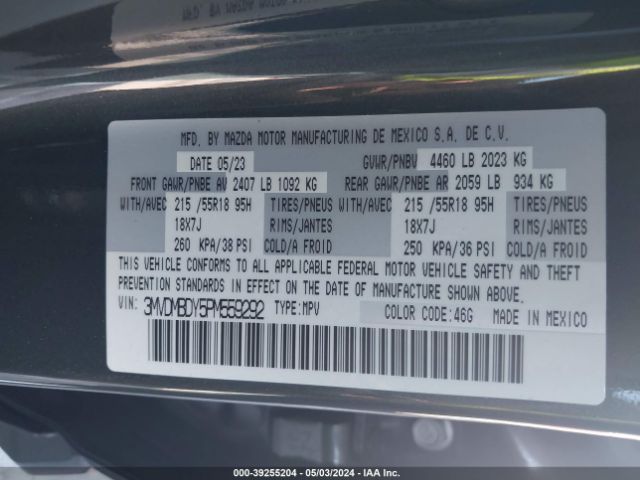 MFD. BY MAZDA MOTOR MANUFACTURING DE MEXICO S.A. DE C.V.
DATE 05/23 GVWR/PNBV 4460 LB 2023 KG
FRONT GAWR/PNBE AV 2407 LB 1092 KG REAR GAWR/PNBE AR 2059 LB 934 KG
WITH/AVEC 215 /55R18 95H TIRES/PNEUS WITH/AVEC 215 /55R18 95H TIRES/PNEUS
18X7J RIMS/JANTES 18X7J RIMS/JANTES
260 KPA/38 PSI COLD/A FROID 250 KPA/36 PSI COLD/A FROID
THIS VEHICLE CONFORMS TO ALL APPLICABLE FEDERAL MOTOR VEHICLE SAFETY AND THEFT
PREVENTION STANDARDS IN EFFECT ON THE DATE OF MANUFACTURE SHOWN ABOVE.
VIN: 3MVDMBDY5PM559292 TYPE:MPV COLOR CODE:46G MADE IN MEXICO
000-39255204 - 05/03/2024 - IAA Inc.